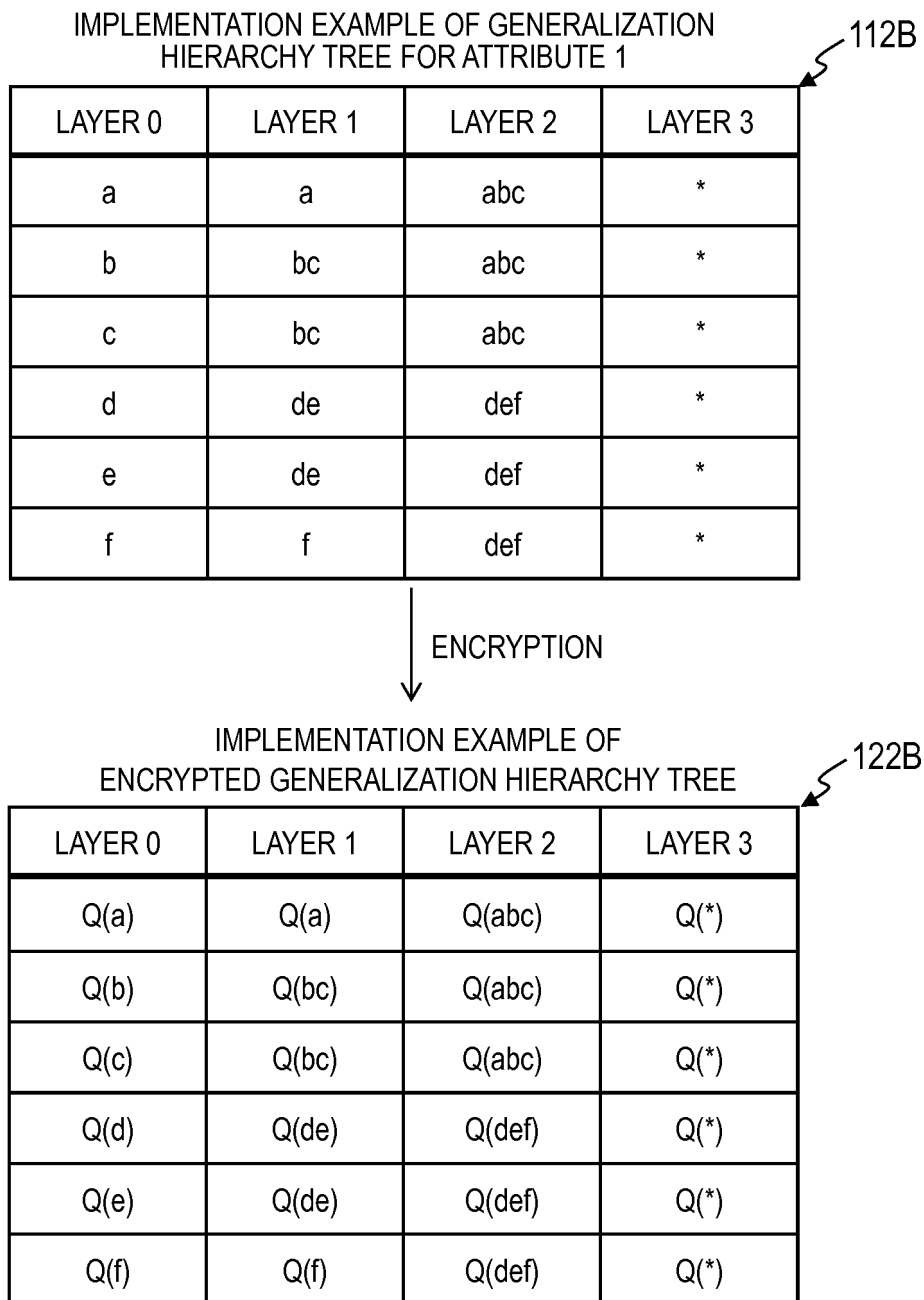 IMPLEMENTATION EXAMPLE OF GENERALIZATION
HIERARCHY TREE FOR ATTRIBUTE 1
112B
LAYER 0 LAYER 1 LAYER 2 LAYER 3
a a abc *
b bc abc *
c bc abc *
d de def *
e de def *
f f def *
ENCRYPTION
IMPLEMENTATION EXAMPLE OF
ENCRYPTED GENERALIZATION HIERARCHY TREE
122B
LAYER 0 LAYER 1 LAYER 2 LAYER 3
Q(a) Q(a) Q(abc) Q(*)
Q(b) Q(bc) Q(abc) Q(*)
Q(c) Q(bc) Q(abc) Q(*)
Q(d) Q(de) Q(def) Q(*)
Q(e) Q(de) Q(def) Q(*)
Q(f) Q(f) Q(def) Q(*)